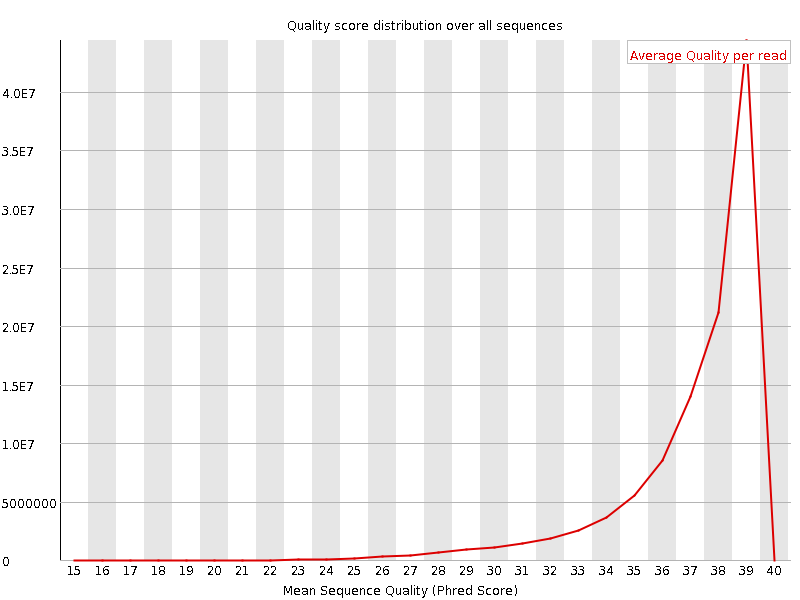 Quality score distribution over all sequences
Average Quality per read
4.0E7
3.5E7
3.0E7
2.5E7
2.0E7
1.5E7
1.0E7
5000000
0
15 16 17 18 19 20 21 22 23 24 25 26 27 28 29 30 31 32 33 34 35 36 37 38 39 40
Mean Sequence Quality (Phred Score)